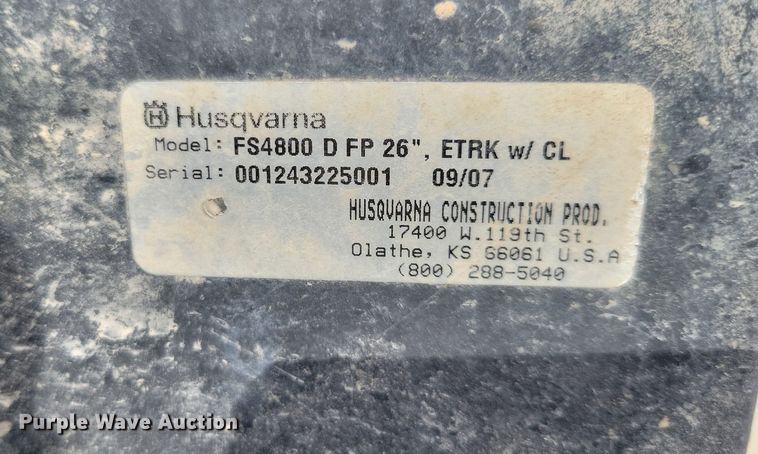 Husqvarna
Model: FS4800 D FP 26", ETRK w/ CL
Serial: 001243225001 09/07
HUSQVARNA CONSTRUCTION PROD.
17400 W.119th St.
Olathe, KS 66061 U.S.A
(800) 288-5040
Purple Wave Auction